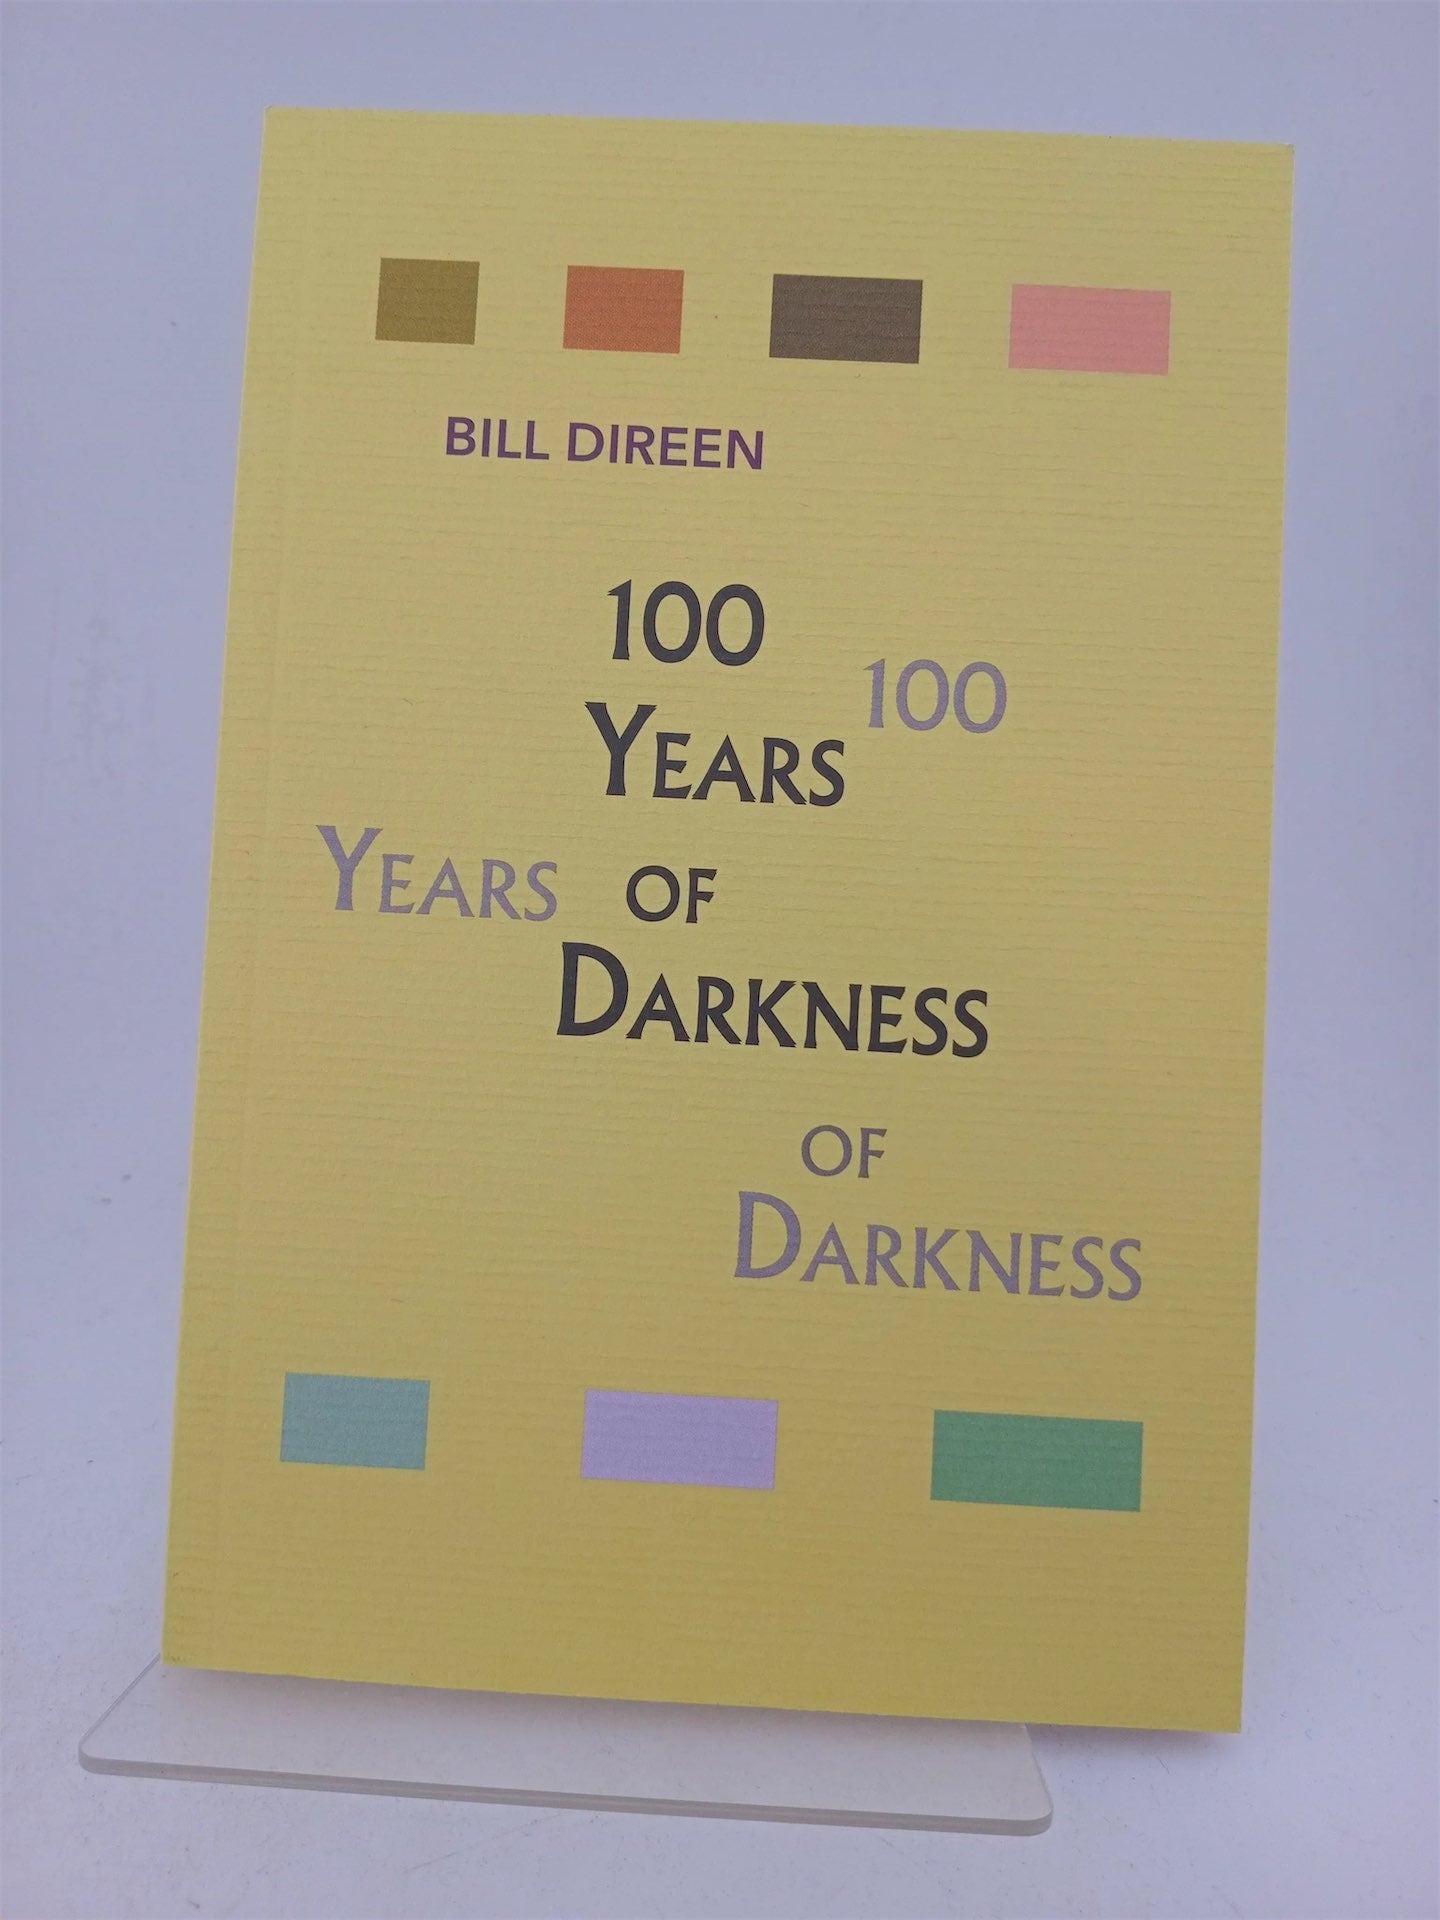 BILL DIREEN
100
100
YEARS
YEARS
OF
DARKNESS
OF
DARKNESS